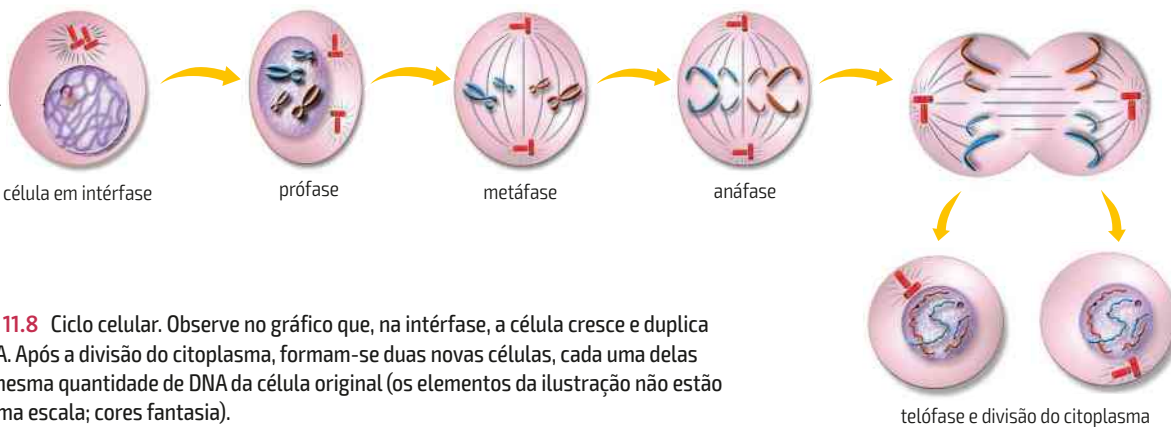 célula em intérfase
prófase
metáfase
anáfase
11.8 Ciclo celular. Observe no gráfico que, na intérfase, a célula cresce e duplica
A. Após a divisão do citoplasma, formam-se duas novas células, cada uma delas
mesma quantidade de DNA da célula original (os elementos da ilustração não estão
ma escala; cores fantasia).
telófase e divisão do citoplasma